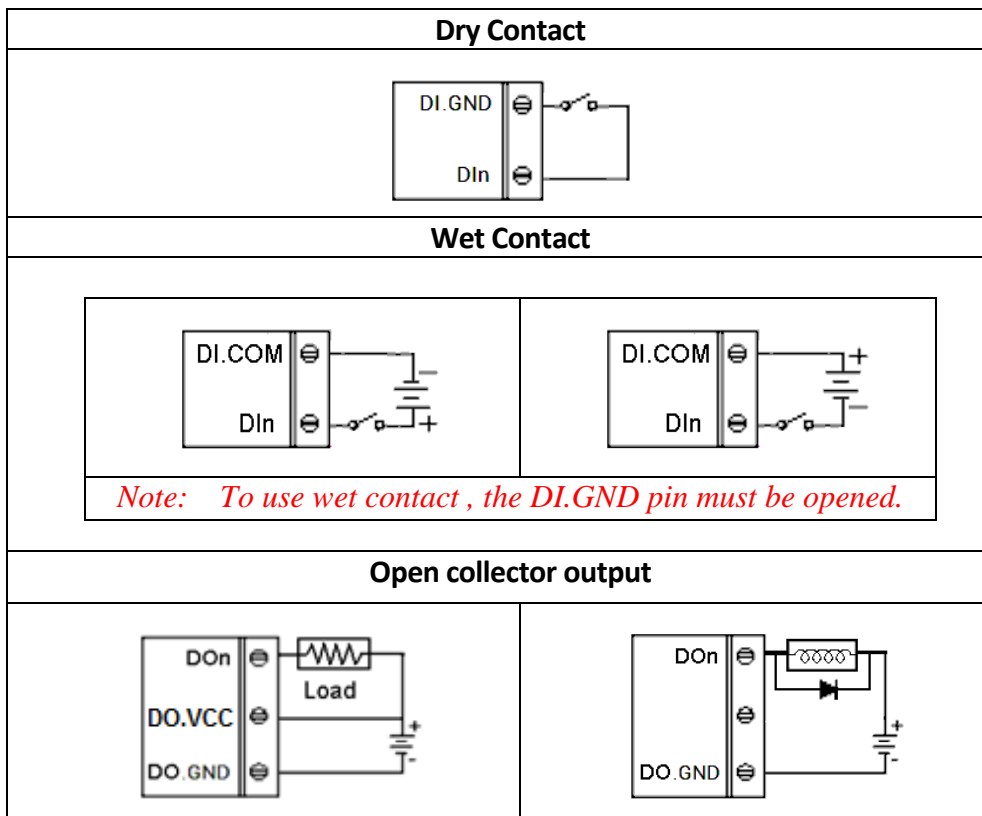 Dry Contact
DI.GND
DIn
Wet Contact
DI.COM
−
DIn
+
DI.COM
+
DIn
−
Note: To use wet contact , the DI.GND pin must be opened.
Open collector output
DOn
Load
DO.VCC
+
DO.GND
-
DOn
+
DO.GND
-